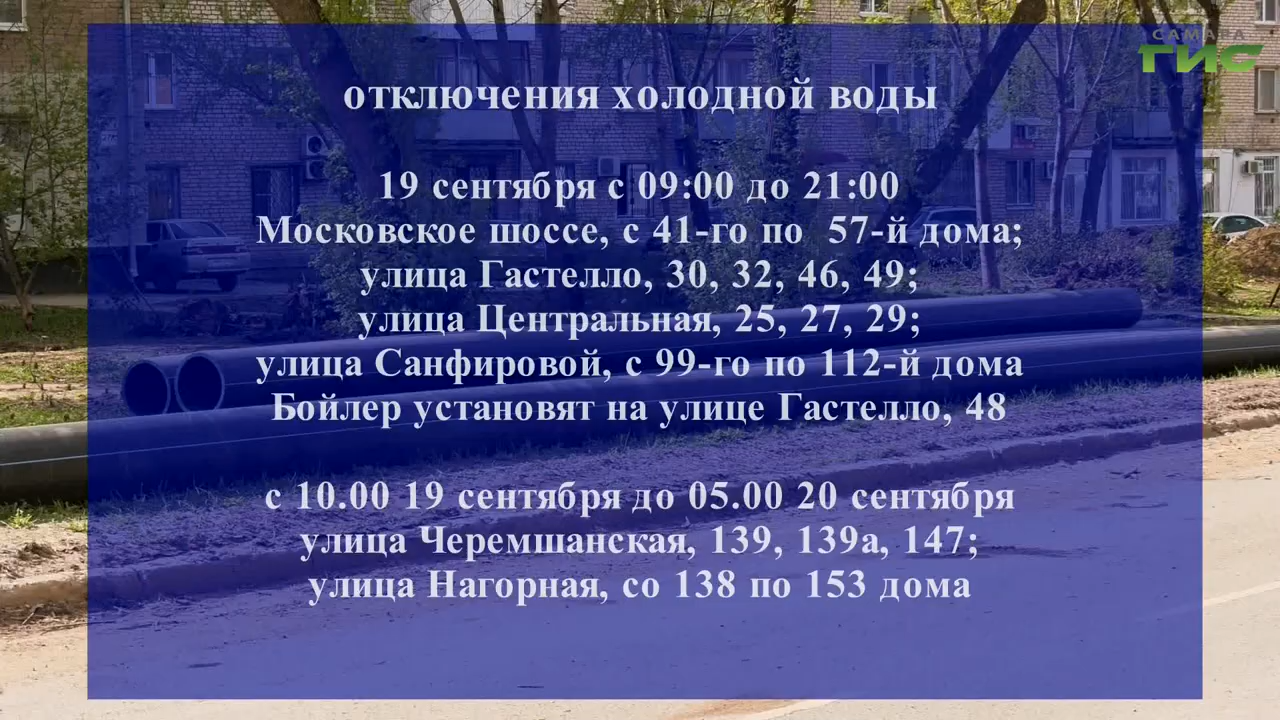 САМАРА
ГИС
отключения холодной воды
19 сентября с 09:00 до 21:00
Московское шоссе, с 41-го по 57-й дома;
улица Гастелло, 30, 32, 46, 49;
улица Центральная, 25, 27, 29;
улица Санфировой, с 99-го по 112-й дома
Бойлер установят на улице Гастелло, 48
с 10.00 19 сентября до 05.00 20 сентября
улица Черемшанская, 139, 139а, 147;
улица Нагорная, со 138 по 153 дома